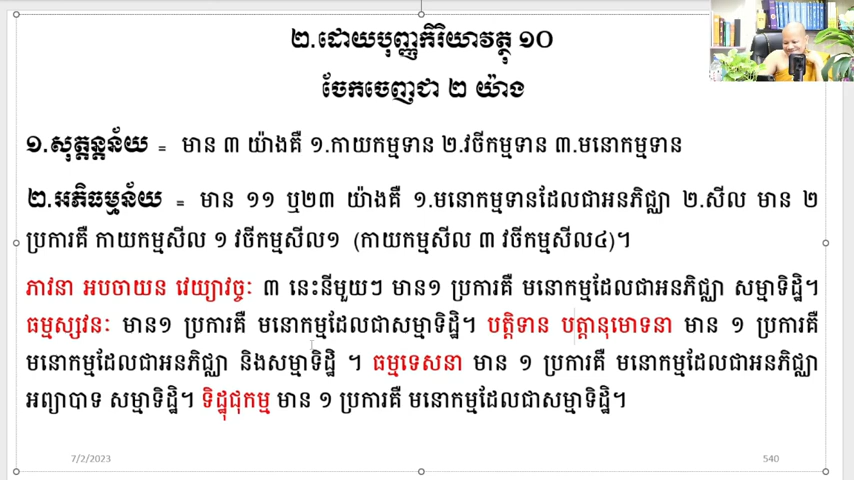 ២.ដោយបុញ្ញកិរិយាវត្ថុ ១០
ចែកចេញជា ២ យ៉ាង
១.សុត្តន្តន័យ = មាន ៣ យ៉ាងគឺ ១.កាយកម្មទាន ២.វចីកម្មទាន ៣.មនោកម្មទាន
២.អភិធម្មន័យ = មាន ១១ ឬ២៣ យ៉ាងគឺ ១.មនោកម្មទានដែលជាអនភិជ្ឈា ២.សីល មាន ២
ប្រការគឺ កាយកម្មសីល ១ វចីកម្មសីល១ (កាយកម្មសីល ៣ វចីកម្មសីល៤)។
ភាវនា អបចាយន វេយ្យាវច្ចៈ ៣ នេះនីមួយៗ មាន១ ប្រការគឺ មនោកម្មដែលជាអនភិជ្ឈា សម្មាទិដ្ឋិ។
ធម្មស្សវនៈ មាន១ ប្រការគឺ មនោកម្មដែលជាសម្មាទិដ្ឋិ។ បត្តិទាន បត្តានុមោទនា មាន ១ ប្រការគឺ
មនោកម្មដែលជាអនភិជ្ឈា និងសម្មាទិដ្ឋិ ។ ធម្មទេសនា មាន ១ ប្រការគឺ មនោកម្មដែលជាអនភិជ្ឈា
អព្យាបាទ សម្មាទិដ្ឋិ។ ទិដ្ឋុជុកម្ម មាន ១ ប្រការគឺ មនោកម្មដែលជាសម្មាទិដ្ឋិ។
7/2/2023
540